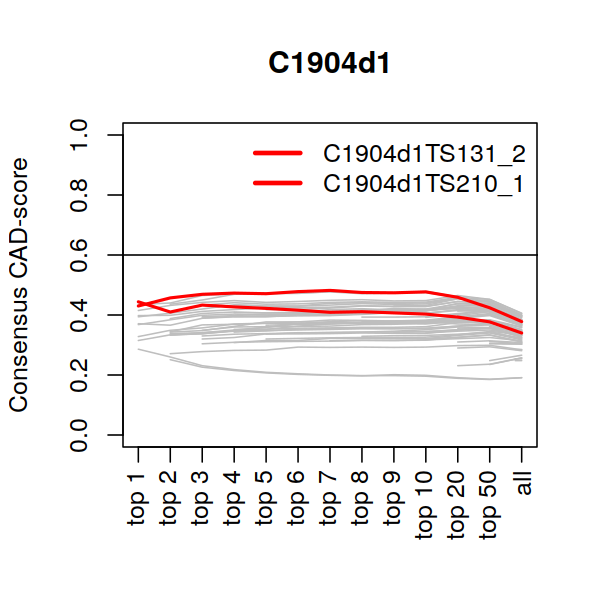 C1904d1
C1904d1TS131_2
C1904d1TS210_1
Consensus CAD-score
1.0
0.8
0.6
0.4
0.2
0.0
top 1
top 2
top 3
top 4
top 5
top 6
top 7
top 8
top 9
top 10
top 20
top 50
all